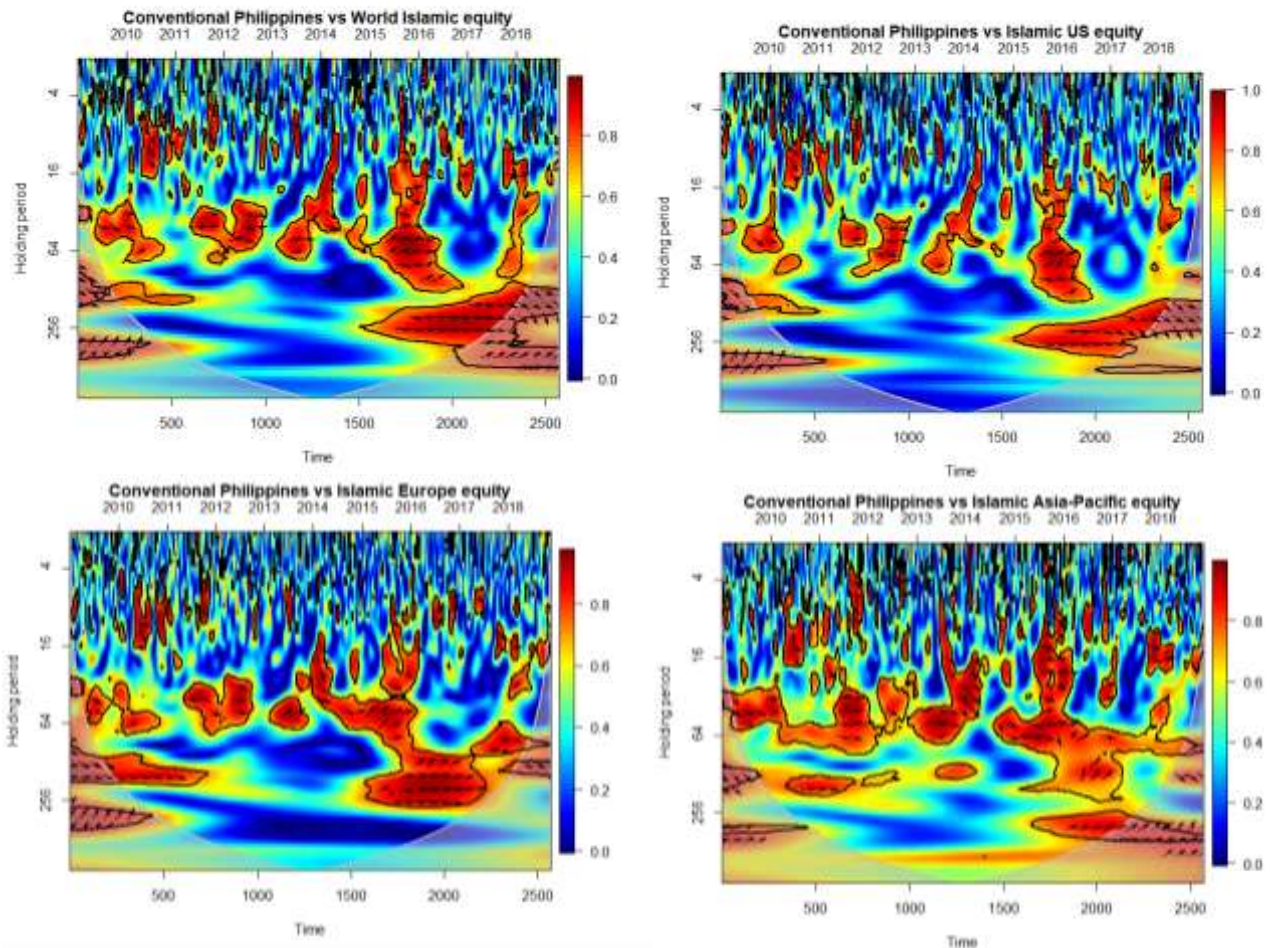 Conventional Philippines vs World Islamic equity
2010 2011 2012 2013 2014 2015 2016 2017 2018
Holding period
4
16
64
256
0.8
0.6
0.4
0.2
0.0
500 1000 1500 2000 2500
Time
Conventional Philippines vs Islamic US equity
2010 2011 2012 2013 2014 2015 2016 2017 2018
Holding period
4
16
64
256
1.0
0.8
0.6
0.4
0.2
0.0
500 1000 1500 2000 2500
Time
Conventional Philippines vs Islamic Europe equity
2010 2011 2012 2013 2014 2015 2016 2017 2018
Holding period
4
16
64
256
0.8
0.6
0.4
0.2
0.0
500 1000 1500 2000 2500
Time
Conventional Philippines vs Islamic Asia-Pacific equity
2010 2011 2012 2013 2014 2015 2016 2017 2018
Holding period
4
16
64
256
0.8
0.6
0.4
0.2
0.0
500 1000 1500 2000 2500
Time